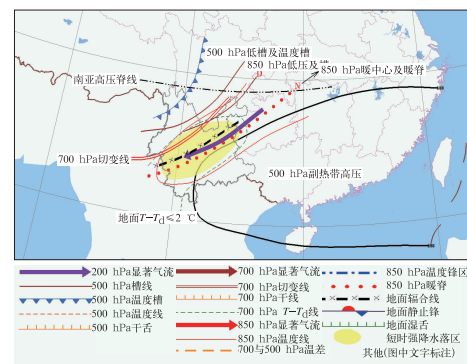 500 hPa低槽及温度槽
850 hPa低压及槽
D
850 hPa暖中心及暖脊
南亚高压脊线
N
700 hPa切变线
500 hPa副热带高压
地面T-Td≤2 ℃
200 hPa显著气流
500 hPa槽线
500 hPa温度槽
500 hPa温度线
500 hPa干舌
700 hPa显著气流
700 hPa切变线
700 hPa干线
700 hPa T-Td线
850 hPa显著气流
850 hPa温度线
700与500 hPa温差
850 hPa温度锋区
850 hPa暖脊
地面辐合线
地面静止锋
地面湿舌
短时强降水落区
其他(图中文字标注)